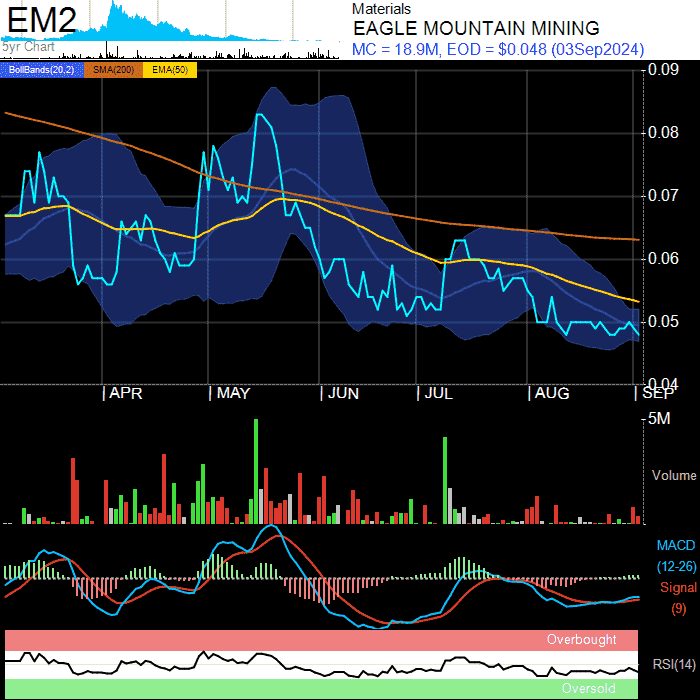 EM2
5yr Chart
Materials
EAGLE MOUNTAIN MINING
MC = 18.9M, EOD = $0.048 (03Sep2024)
BollBands(20,2) SMA(200) EMA(50)
0.09
0.08
0.07
0.06
0.05
0.04
APR MAY JUN JUL AUG SEP
5M
Volume
MACD
(12-26)
Signal
(9)
Overbought
RSI(14)
Oversold